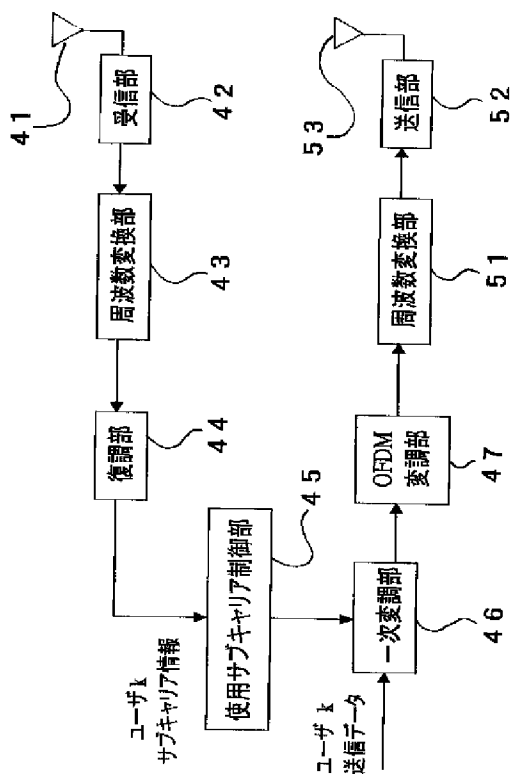 41
受信部
42
周波数変換部
43
復調部
44
ユーザk
サブキャリア情報
使用サブキャリア制御部
45
ユーザk
送信データ
一次変調部
46
OFDM
変調部
47
周波数変換部
51
送信部
52
53